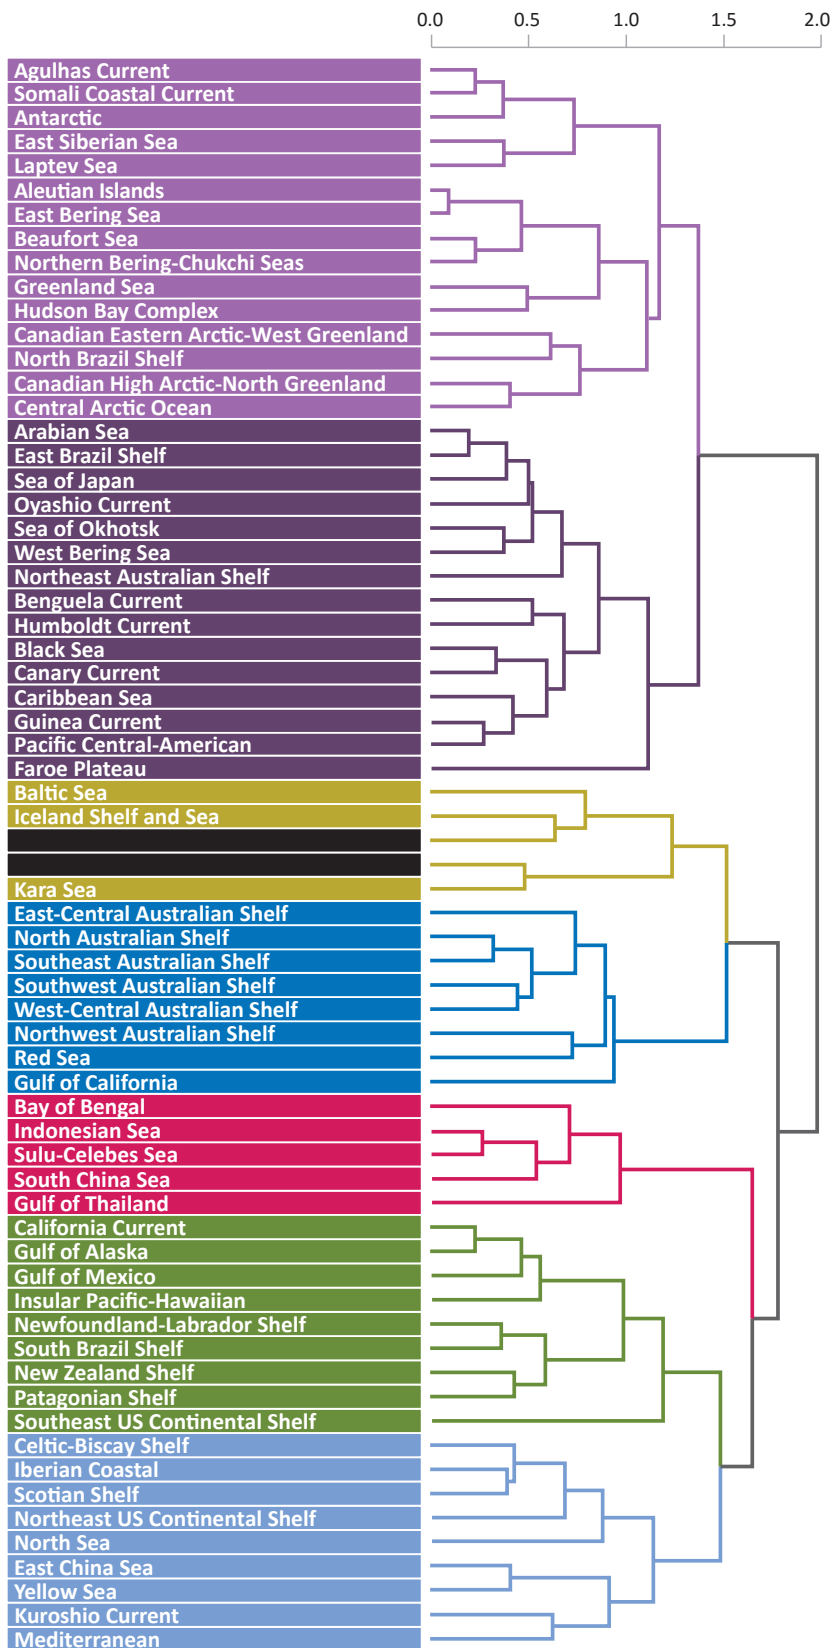 0.0 0.5 1.0 1.5 2.0
Agulhas Current
Somali Coastal Current
Antarctic
East Siberian Sea
Laptev Sea
Aleutian Islands
East Bering Sea
Beaufort Sea
Northern Bering-Chukchi Seas
Greenland Sea
Hudson Bay Complex
Canadian Eastern Arctic-West Greenland
North Brazil Shelf
Canadian High Arctic-North Greenland
Central Arctic Ocean
Arabian Sea
East Brazil Shelf
Sea of Japan
Oyashio Current
Sea of Okhotsk
West Bering Sea
Northeast Australian Shelf
Benguela Current
Humboldt Current
Black Sea
Canary Current
Caribbean Sea
Guinea Current
Pacific Central-American
Faroe Plateau
Baltic Sea
Iceland Shelf and Sea
Kara Sea
East-Central Australian Shelf
North Australian Shelf
Southeast Australian Shelf
Southwest Australian Shelf
West-Central Australian Shelf
Northwest Australian Shelf
Red Sea
Gulf of California
Bay of Bengal
Indonesian Sea
Sulu-Celebes Sea
South China Sea
Gulf of Thailand
California Current
Gulf of Alaska
Gulf of Mexico
Insular Pacific-Hawaiian
Newfoundland-Labrador Shelf
South Brazil Shelf
New Zealand Shelf
Patagonian Shelf
Southeast US Continental Shelf
Celtic-Biscay Shelf
Iberian Coastal
Scotian Shelf
Northeast US Continental Shelf
North Sea
East China Sea
Yellow Sea
Kuroshio Current
Mediterranean